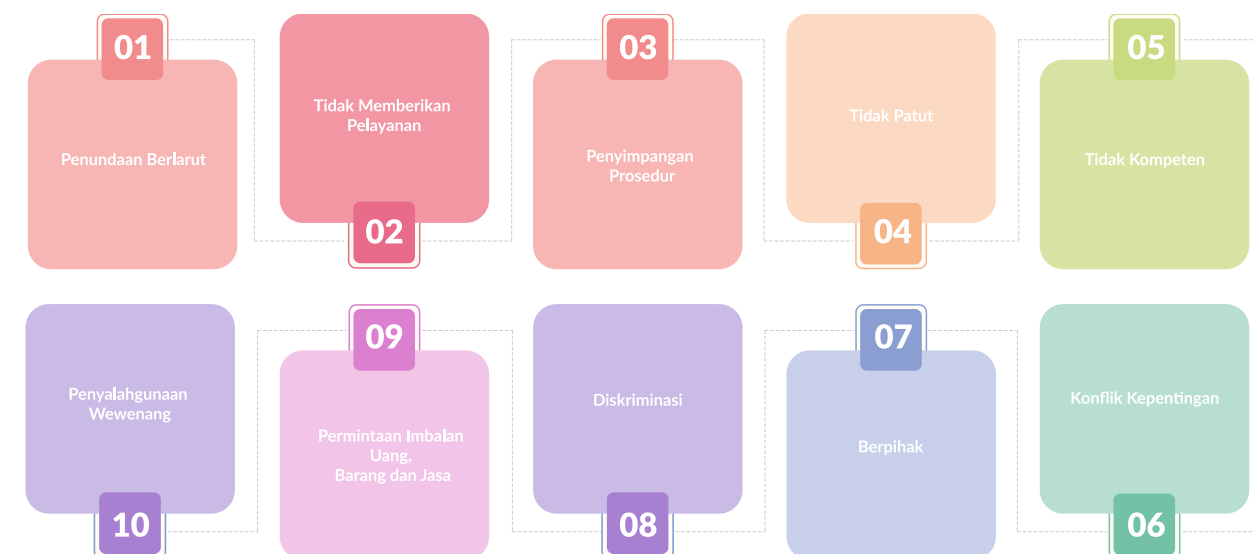 01
Penundaan Berlarut
Tidak Memberikan
Pelayanan
02
03
Penyimpangan
Prosedur
Tidak Patut
04
05
Tidak Kompeten
Konflik Kepentingan
06
07
Berpihak
Diskriminasi
08
09
Permintaan Imbalan
Uang,
Barang dan Jasa
Penyalahgunaan
Wewenang
10